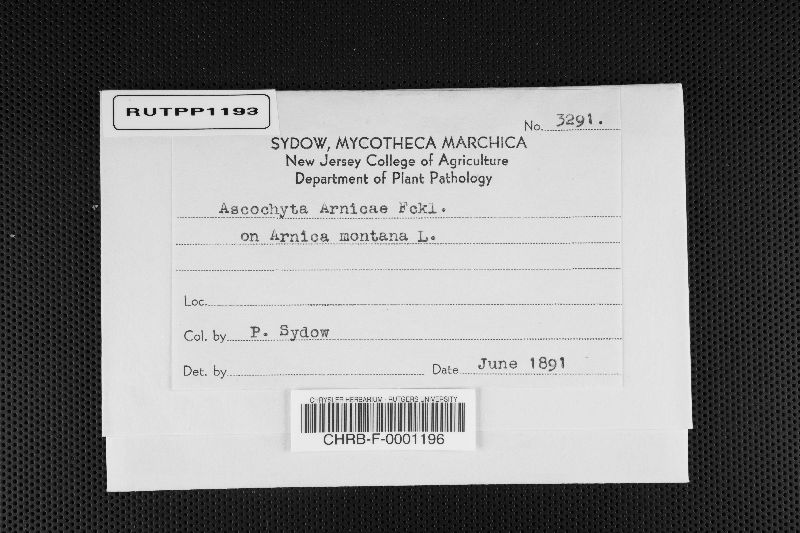 RUTPP1193
No. 3291.
SYDOW, MYCOTHECA MARCHICA
New Jersey College of Agriculture
Department of Plant Pathology
Ascochyta Arnicae Fckl.
on Arnica montana L.
Loc.
Col. by P. Sydow
Det. by Date June 1891
CHRYSLER HERBARIUM - RUTGERS UNIVERSITY
CHRB-F-0001196